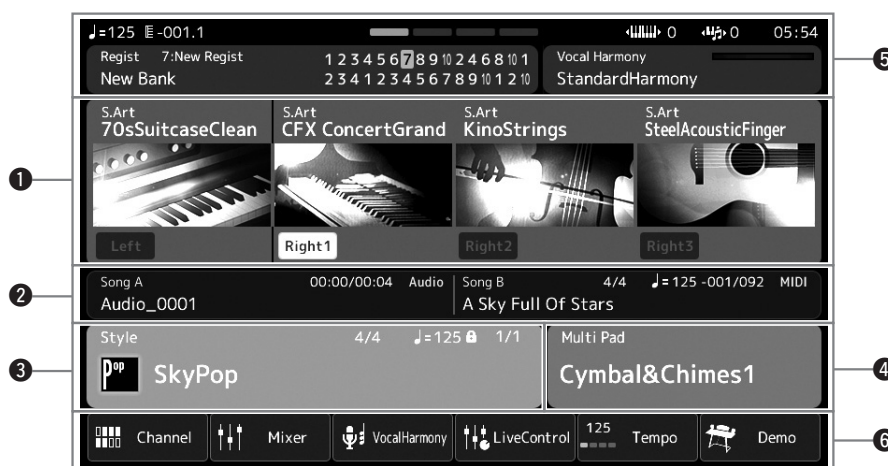 ♩=125 -001.1 0 0 05:54
Regist 7:New Regist 1 2 3 4 5 6 7 8 9 10 2 4 6 8 10 1 Vocal Harmony
New Bank 2 3 4 1 2 3 4 5 6 7 8 9 10 1 2 10 StandardHarmony
5
S.Art S.Art S.Art S.Art
70sSuitcaseClean CFX ConcertGrand KinoStrings SteelAcousticFinger
1
Left Right1 Right2 Right3
Song A 00:00/00:04 Audio Song B 4/4 ♩=125 -001/092 MIDI
2
Audio_0001 A Sky Full Of Stars
Style 4/4 ♩=125 1/1 Multi Pad
3 Pop SkyPop Cymbal&Chimes1 4
125
Channel Mixer VocalHarmony LiveControl Tempo Demo 6